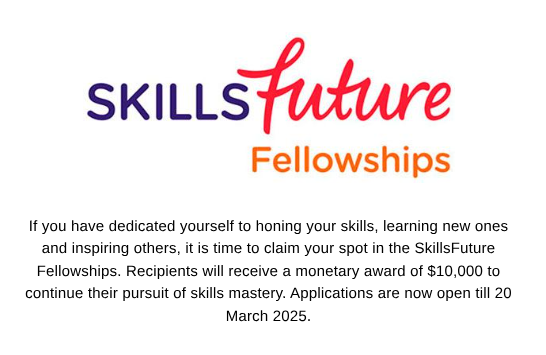 SKILLSfuture
Fellowships
If you have dedicated yourself to honing your skills, learning new ones
and inspiring others, it is time to claim your spot in the SkillsFuture
Fellowships. Recipients will receive a monetary award of $10,000 to
continue their pursuit of skills mastery. Applications are now open till 20
March 2025.